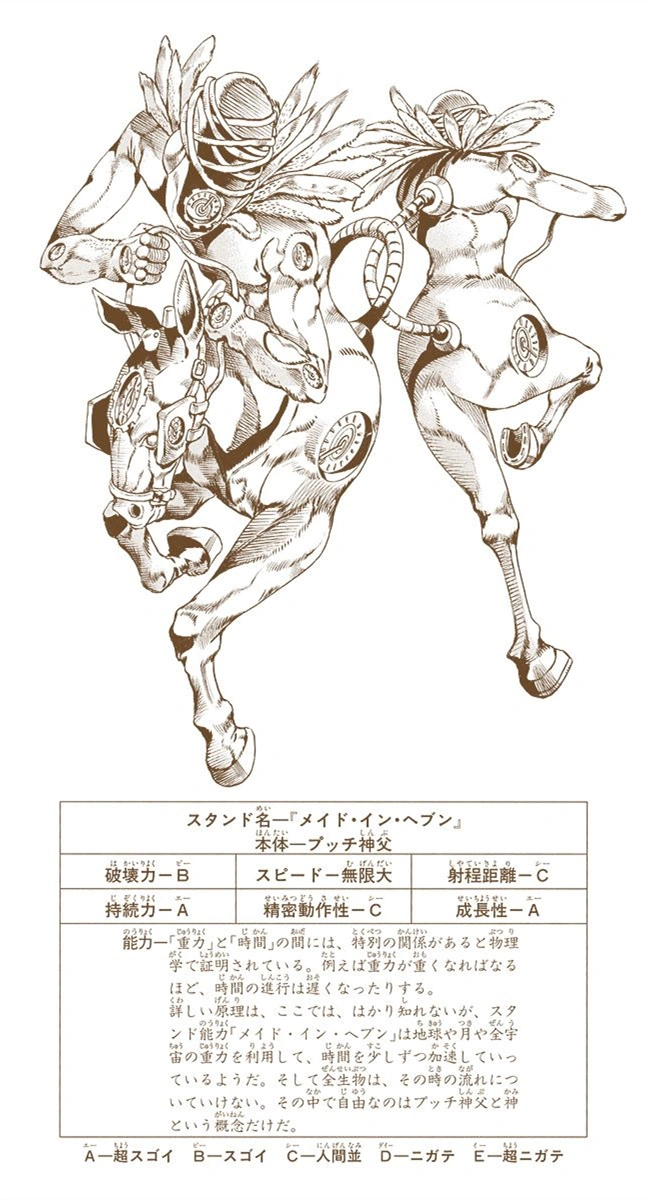 スタンド名―『メイド・イン・ヘブン』
本体―プッチ神父
破壊力―B スピード―無限大 射程距離―C
持続力―A 精密動作性―C 成長性―A
能力―「重力」と「時間」の間には、特別の関係があると物理
学で証明されている。例えば重力が重くなればなる
ほど、時間の進行は遅くなったりする。
詳しい原理は、ここでは、はかり知れないが、スタ
ンド能力「メイド・イン・ヘブン」は地球や月や全宇
宙の重力を利用して、時間を少しずつ加速していっ
ているようだ。そして全生物は、その時の流れにつ
いていけない。その中で自由なのはプッチ神父と神
という概念だけだ。
A―超スゴイ B―スゴイ C―人間並 D―ニガテ E―超ニガテ